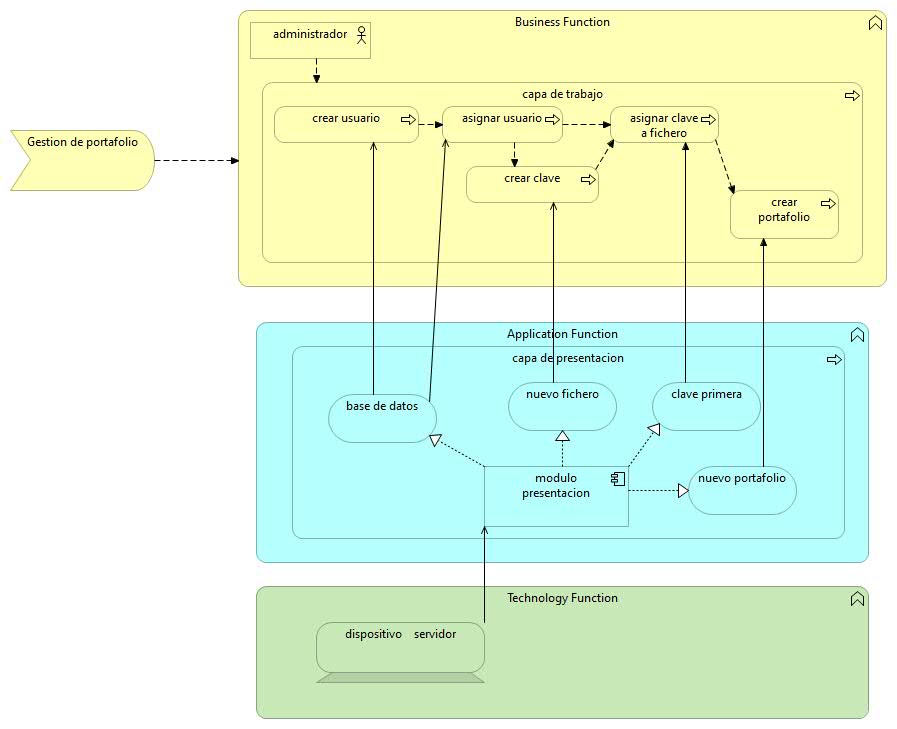 Business Function
administrador
Gestion de portafolio
capa de trabajo
crear usuario
asignar usuario
asignar clave
a fichero
crear clave
crear
portafolio
Application Function
capa de presentacion
base de datos
nuevo fichero
clave primera
modulo
presentacion
nuevo portafolio
Technology Function
dispositivo servidor